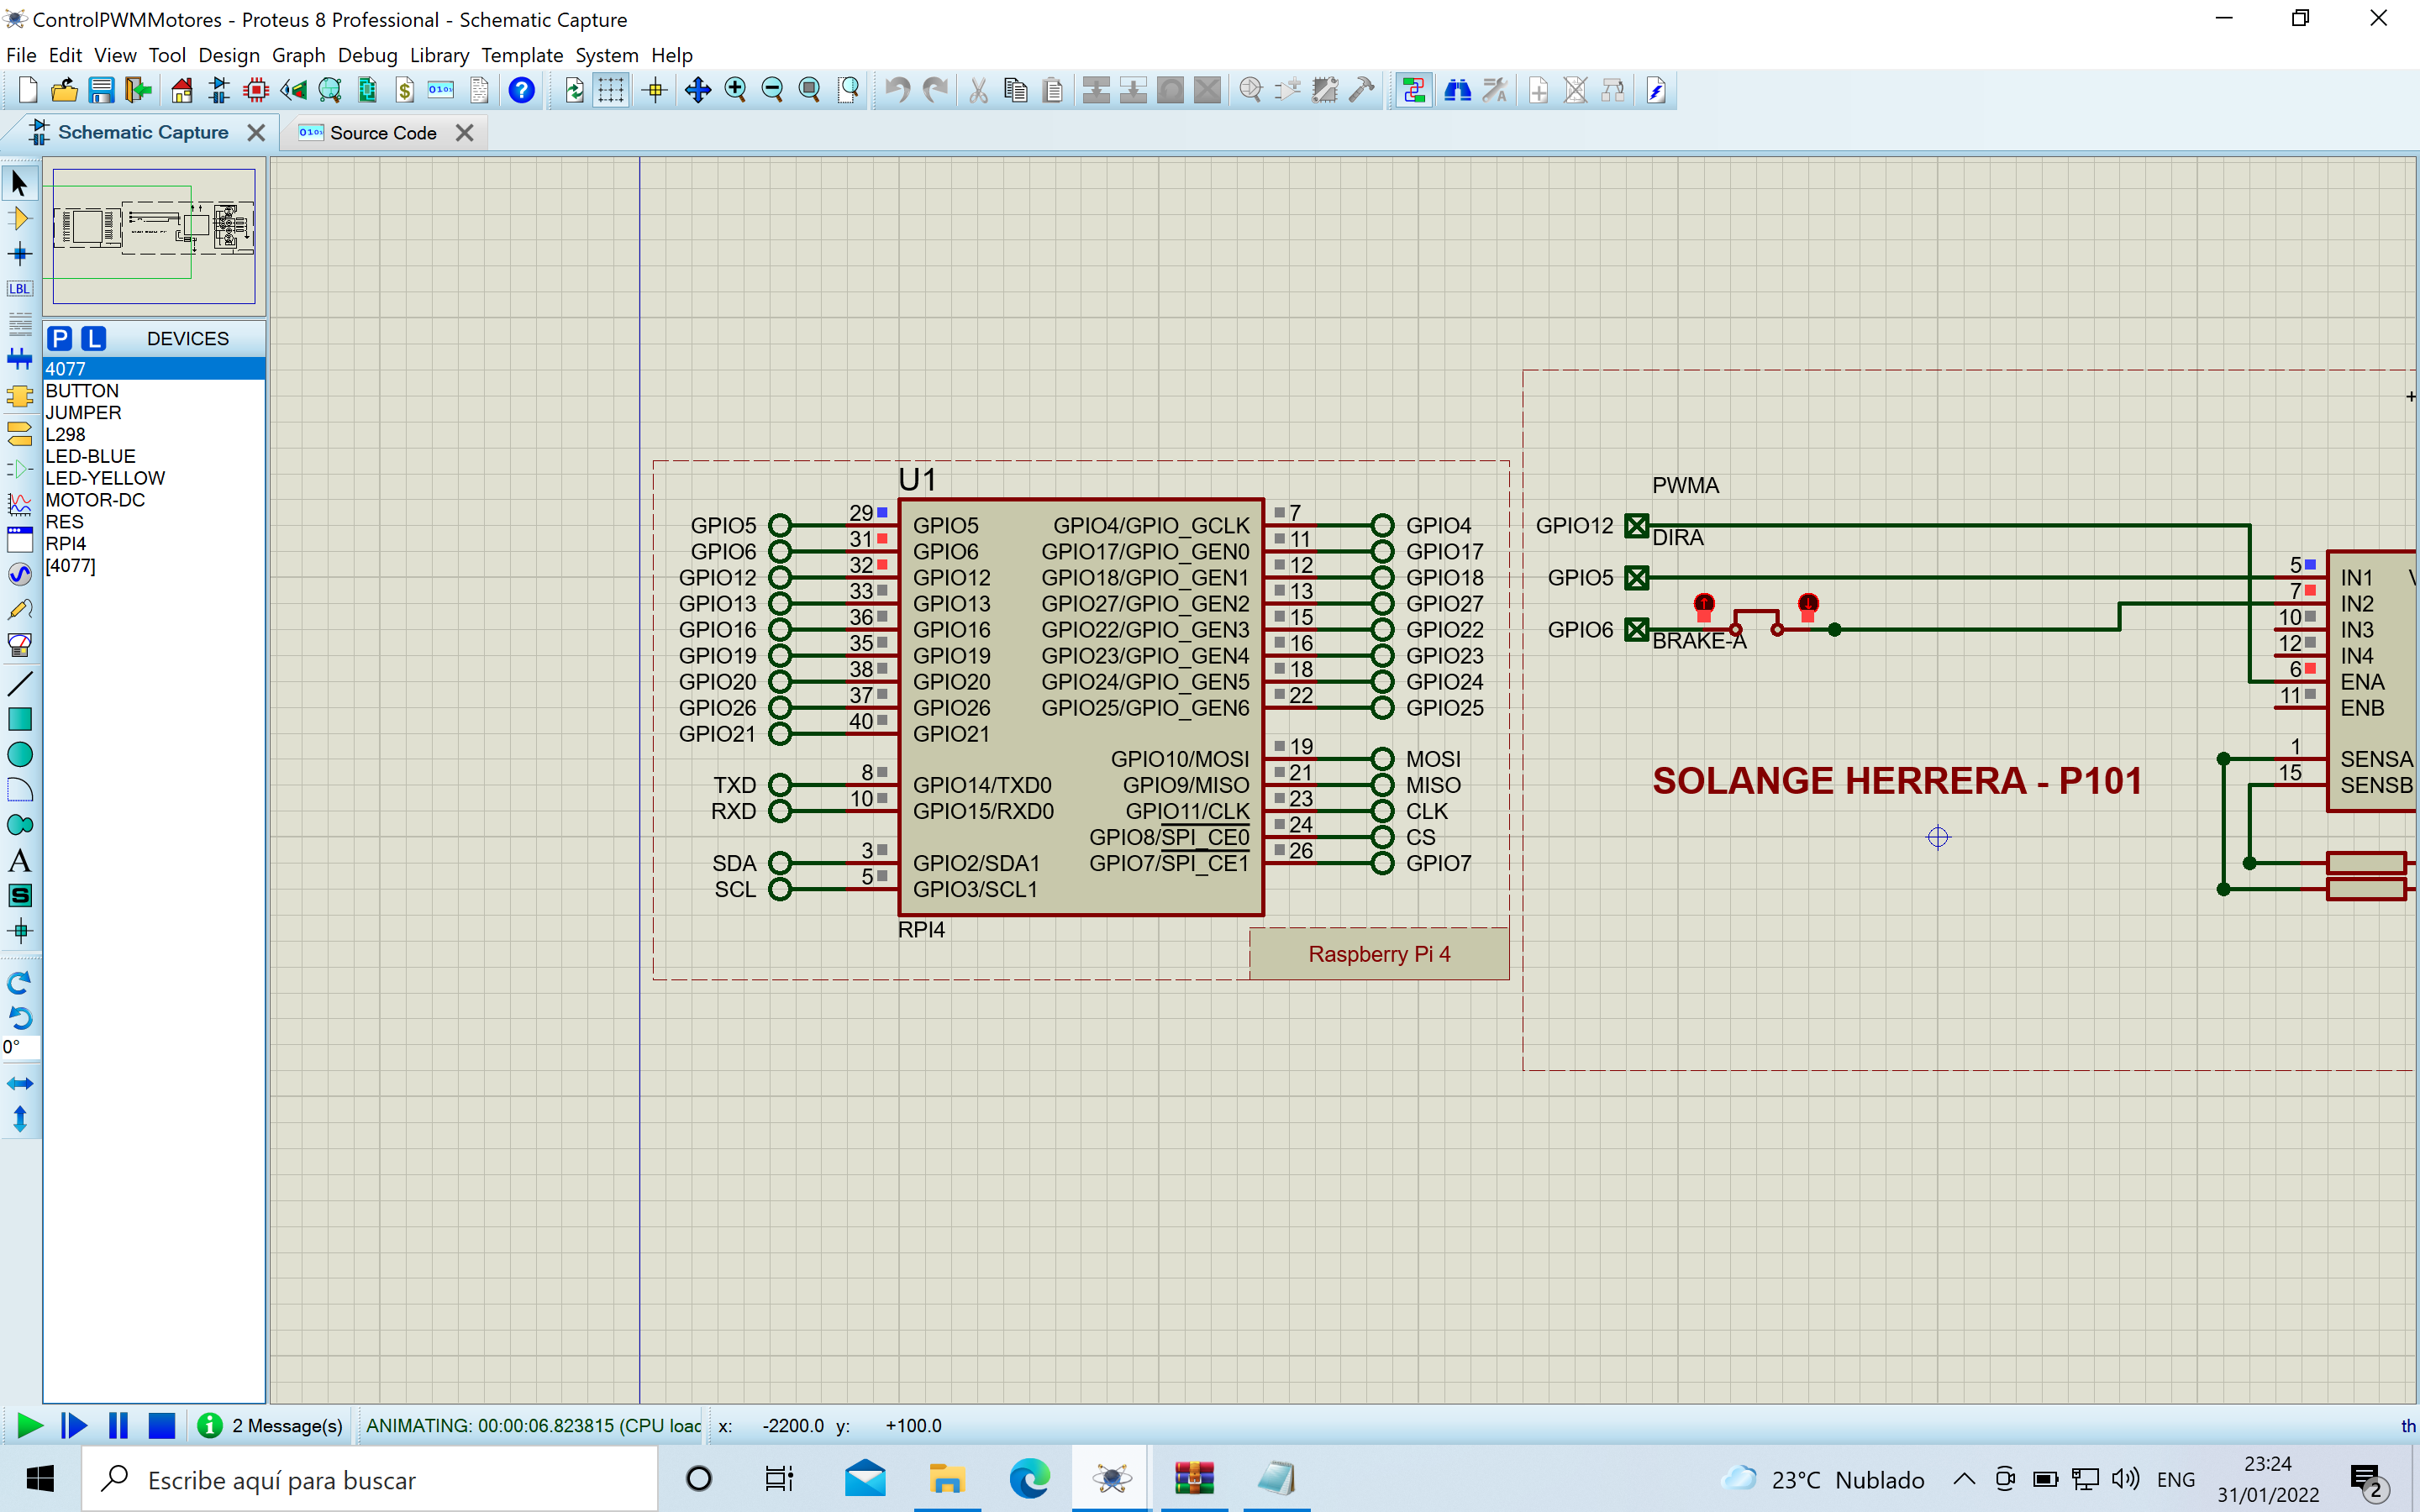 ControlPWMMotores - Proteus 8 Professional - Schematic Capture
File Edit View Tool Design Graph Debug Library Template System Help
Schematic Capture
Source Code
P L DEVICES
4077
BUTTON
JUMPER
L298
LED-BLUE
LED-YELLOW
MOTOR-DC
RES
RPI4
[4077]
LBL
A
S
0°
U1
GPIO5 29 GPIO5 GPIO4/GPIO_GCLK 7 GPIO4
GPIO6 31 GPIO6 GPIO17/GPIO_GEN0 11 GPIO17
GPIO12 32 GPIO12 GPIO18/GPIO_GEN1 12 GPIO18
GPIO13 33 GPIO13 GPIO27/GPIO_GEN2 13 GPIO27
GPIO16 36 GPIO16 GPIO22/GPIO_GEN3 15 GPIO22
GPIO19 35 GPIO19 GPIO23/GPIO_GEN4 16 GPIO23
GPIO20 38 GPIO20 GPIO24/GPIO_GEN5 18 GPIO24
GPIO26 37 GPIO26 GPIO25/GPIO_GEN6 22 GPIO25
GPIO21 40 GPIO21
GPIO10/MOSI 19 MOSI
TXD 8 GPIO14/TXD0 GPIO9/MISO 21 MISO
RXD 10 GPIO15/RXD0 GPIO11/CLK 23 CLK
GPIO8/SPI_CE0 24 CS
SDA 3 GPIO2/SDA1 GPIO7/SPI_CE1 26 GPIO7
SCL 5 GPIO3/SCL1
RPI4
Raspberry Pi 4
PWMA
GPIO12
DIRA
GPIO5
GPIO6
BRAKE-A
5 IN1
7 IN2
10 IN3
12 IN4
6 ENA
11 ENB
1 SENSA
15 SENSB
SOLANGE HERRERA - P101
2 Message(s)
ANIMATING: 00:00:06.823815 (CPU load
x: -2200.0 y: +100.0
th
Escribe aquí para buscar
23°C Nublado
ENG
23:24
31/01/2022
2